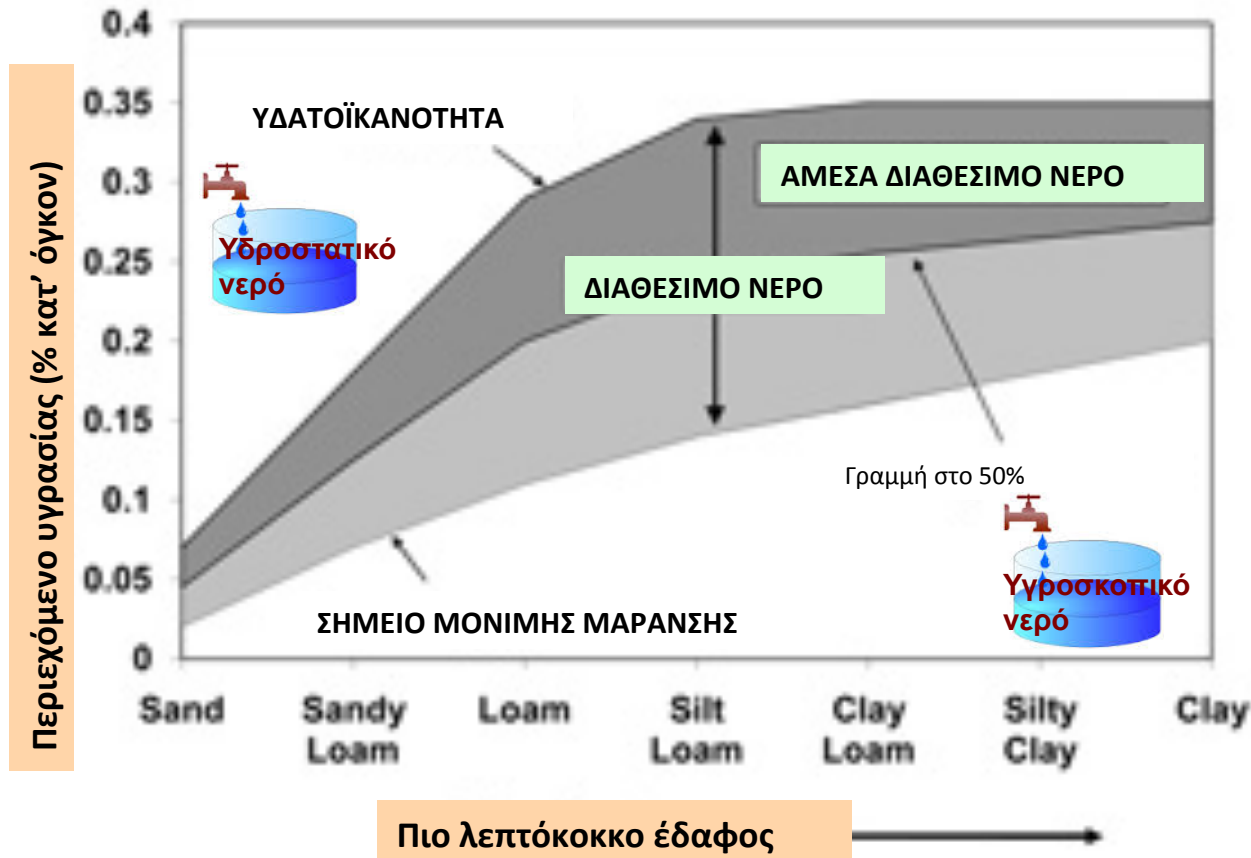 Περιεχόμενο υγρασίας (% κατ’ όγκον)
0.4
0.35
0.3
0.25
0.2
0.15
0.1
0.05
0
ΥΔΑΤΟΪΚΑΝΟΤΗΤΑ
Υδροστατικό
νερό
ΑΜΕΣΑ ΔΙΑΘΕΣΙΜΟ ΝΕΡΟ
ΔΙΑΘΕΣΙΜΟ ΝΕΡΟ
Γραμμή στο 50%
ΣΗΜΕΙΟ ΜΟΝΙΜΗΣ ΜΑΡΑΝΣΗΣ
Υγροσκοπικό
νερό
Sand
Sandy
Loam
Loam
Silt
Loam
Clay
Loam
Silty
Clay
Clay
Πιο λεπτόκοκκο έδαφος